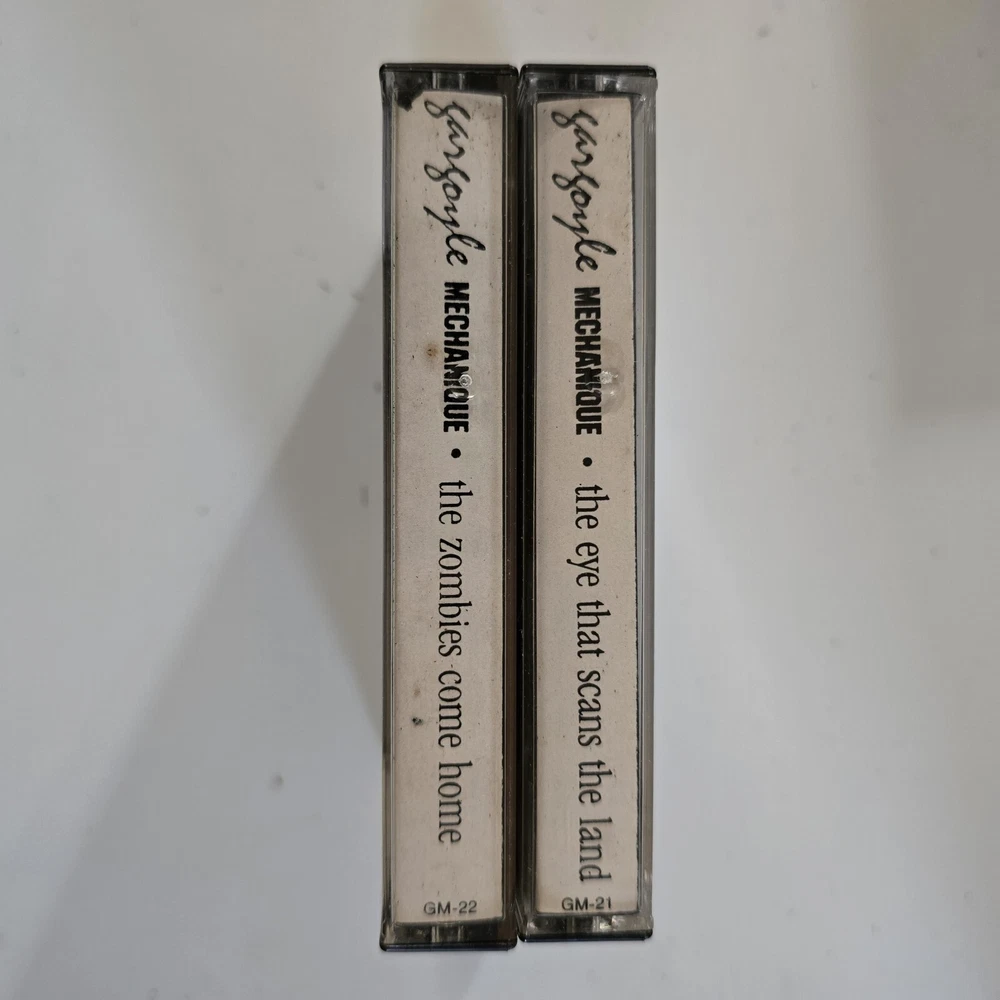 gargoyle MECHANIQUE • the zombies come home
GM-22
gargoyle MECHANIQUE • the eye that scans the land
GM-21